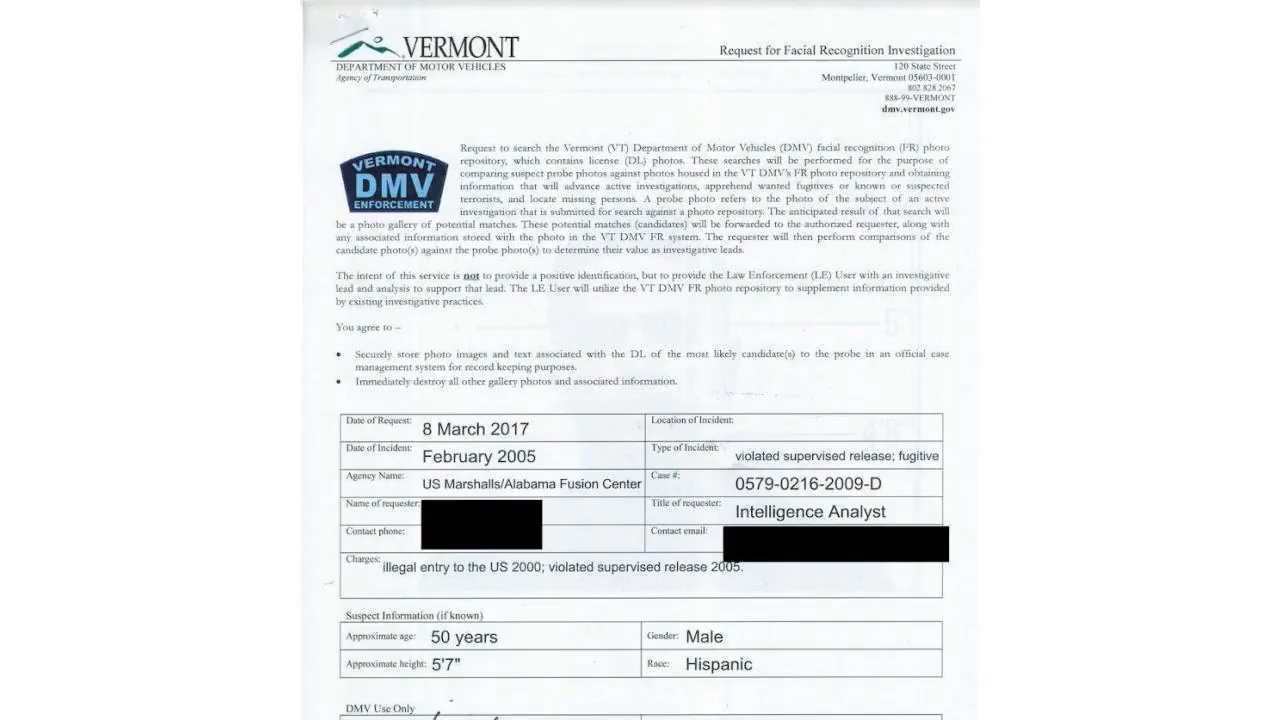 VERMONT
DEPARTMENT OF MOTOR VEHICLES
Agency of Transportation
Request for Facial Recognition Investigation
120 State Street
Montpelier, Vermont 05603-0001
802 828 2067
888-99-VERMONT
dmv.vermont.gov
VERMONT
DMV
ENFORCEMENT
Request to search the Vermont (VT) Department of Motor Vehicles (DMV) facial recognition (FR) photo
repository, which contains license (DL) photos. These searches will be performed for the purpose of
comparing suspect probe photos against photos housed in the VT DMV's FR photo repository and obtaining
information that will advance active investigations, apprehend wanted fugitives or known or suspected
terrorists, and locate missing persons. A probe photo refers to the photo of the subject of an active
investigation that is submitted for search against a photo repository. The anticipated result of that search will
be a photo gallery of potential matches. These potential matches (candidates) will be forwarded to the authorized requester, along with
any associated information stored with the photo in the VT DMV FR system. The requester will then perform comparisons of the
candidate photo(s) against the probe photo(s) to determine their value as investigative leads.
The intent of this service is not to provide a positive identification, but to provide the Law Enforcement (LE) User with an investigative
lead and analysis to support that lead. The LE User will utilize the VT DMV FR photo repository to supplement information provided
by existing investigative practices.
You agree to –
• Securely store photo images and text associated with the DL of the most likely candidate(s) to the probe in an official case
management system for record keeping purposes.
• Immediately destroy all other gallery photos and associated information.
Date of Request: 8 March 2017
Location of Incident:
Date of Incident: February 2005
Type of Incident: violated supervised release; fugitive
Agency Name: US Marshalls/Alabama Fusion Center
Case #: 0579-0216-2009-D
Name of requester:
Title of requester: Intelligence Analyst
Contact phone:
Contact email:
Charges: illegal entry to the US 2000; violated supervised release 2005.
Suspect Information (if known)
Approximate age: 50 years
Gender: Male
Approximate height: 5'7"
Race: Hispanic
DMV Use Only